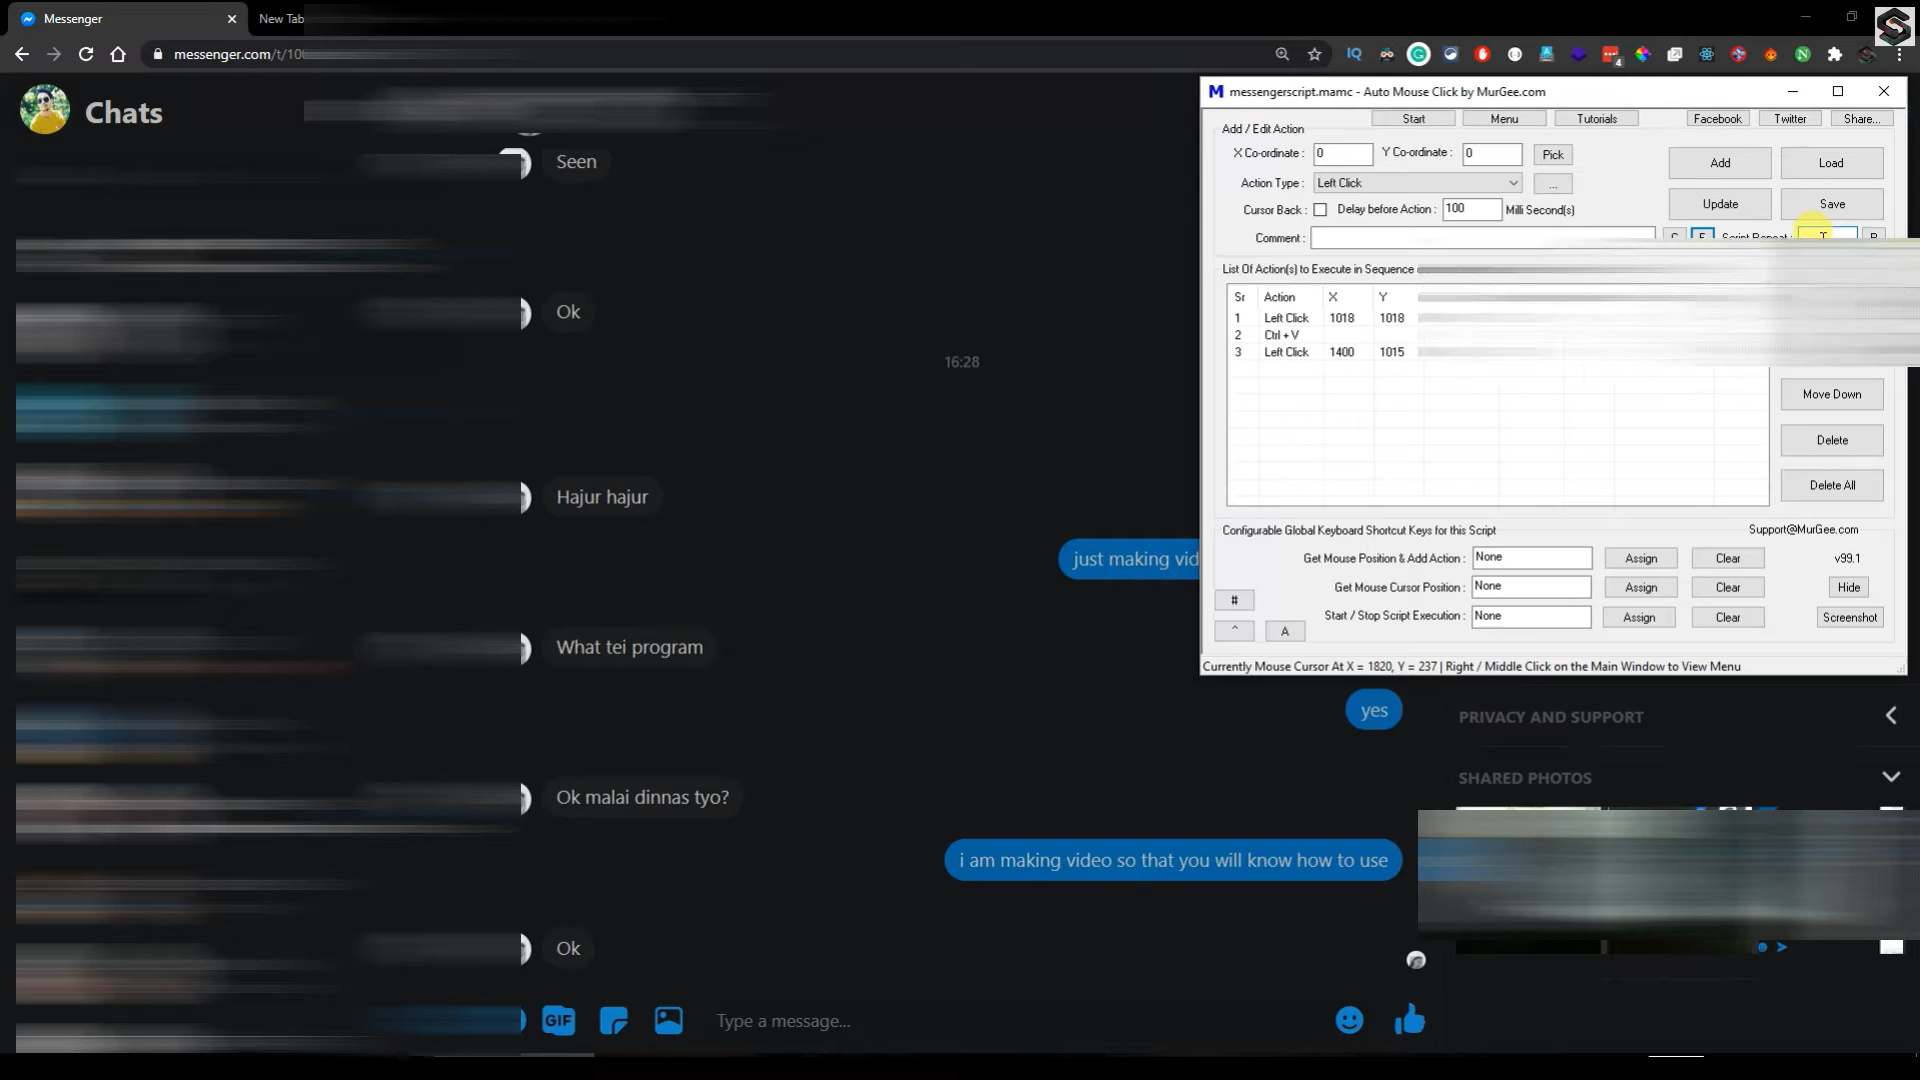 Messenger
New Tab
messenger.com/t/10
4
Chats
Seen
Ok
16:28
Hajur hajur
just making vid
What tei program
yes
Ok malai dinnas tyo?
i am making video so that you will know how to use
Ok
GIF
Type a message...
messengerscript.mamc - Auto Mouse Click by MurGee.com
Start Menu Tutorials Facebook Twitter Share...
Add / Edit Action
X Co-ordinate : 0 Y Co-ordinate : 0 Pick Add Load
Action Type : Left Click ...
Cursor Back : Delay before Action : 100 Milli Second(s) Update Save
Comment : Script Repeat :
List Of Action(s) to Execute in Sequence
Sr Action X Y
1 Left Click 1018 1018
2 Ctrl + V
3 Left Click 1400 1015
Move Down
Delete
Delete All
Configurable Global Keyboard Shortcut Keys for this Script Support@MurGee.com
Get Mouse Position & Add Action : None Assign Clear v99.1
Get Mouse Cursor Position : None Assign Clear Hide
Start / Stop Script Execution : None Assign Clear Screenshot
#
^ A
Currently Mouse Cursor At X = 1820, Y = 237 | Right / Middle Click on the Main Window to View Menu
PRIVACY AND SUPPORT
SHARED PHOTOS